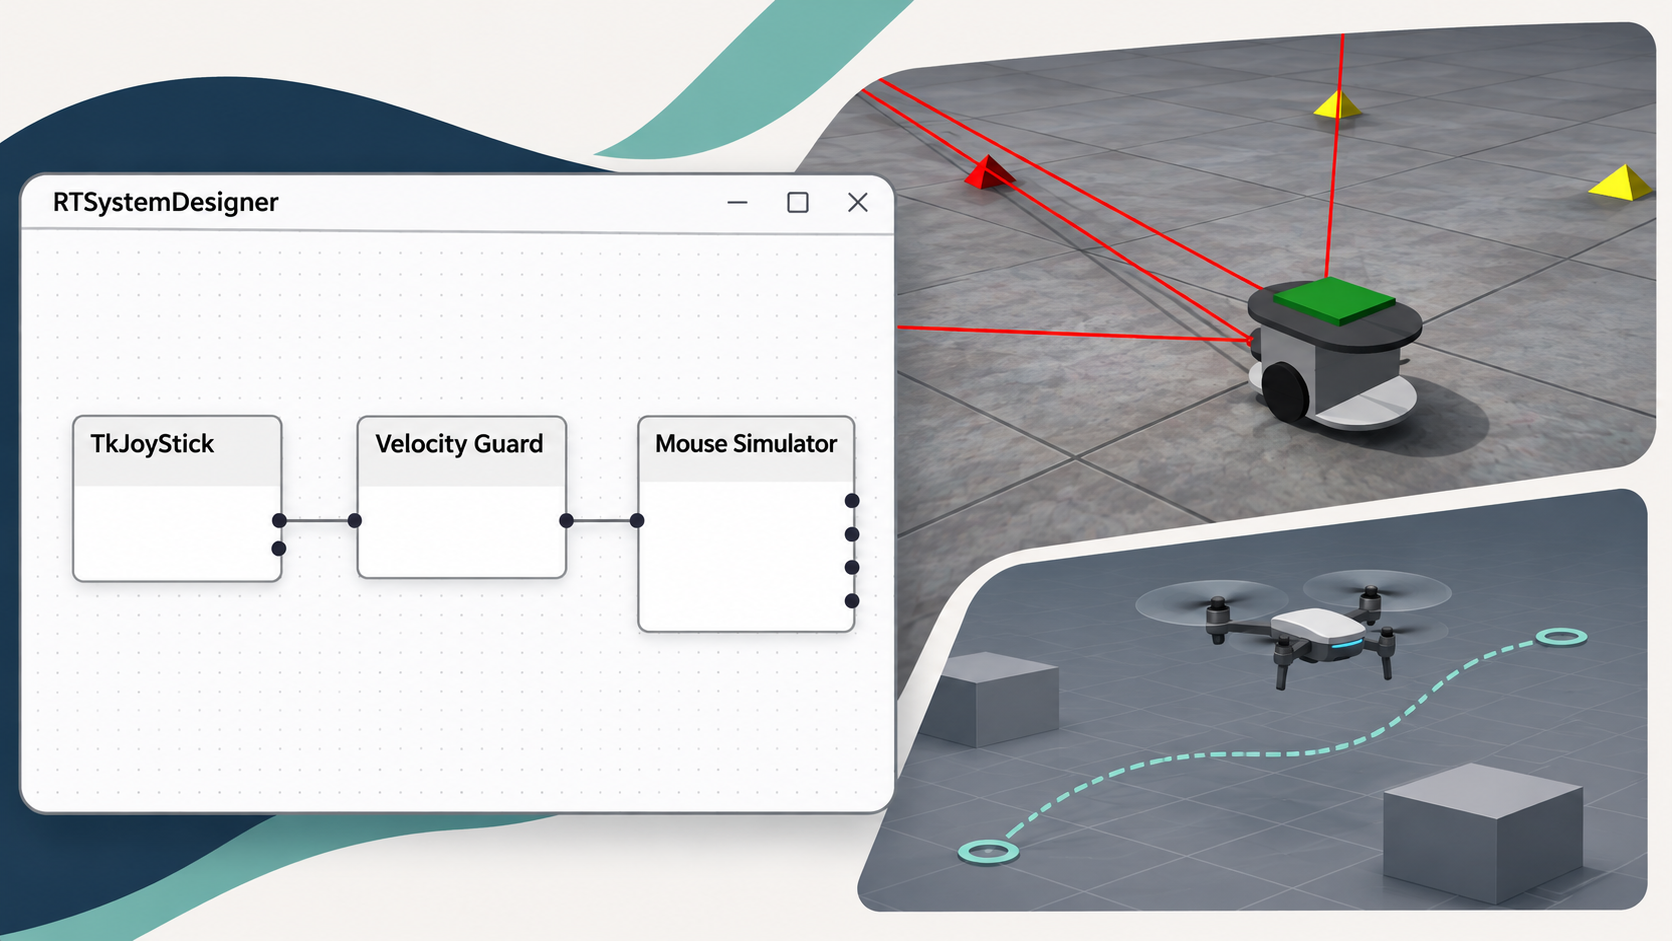 RTSystemDesigner
TkJoyStick
Velocity Guard
Mouse Simulator